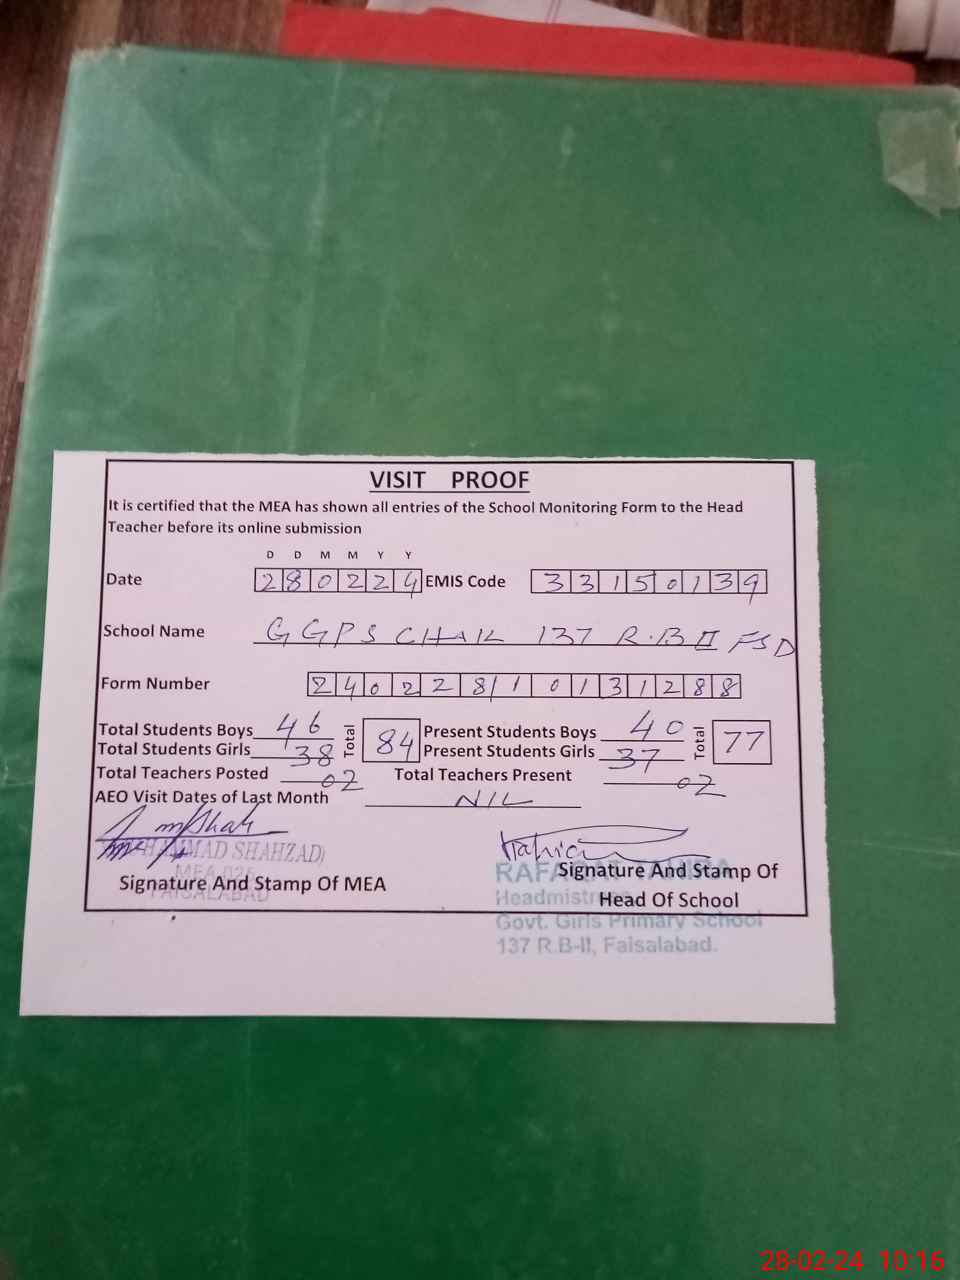 VISIT PROOF
It is certified that the MEA has shown all entries of the School Monitoring Form to the Head
Teacher before its online submission
D D M M Y Y
Date 280224 EMIS Code 33150139
School Name GGPS CHAK 137 R.B II FSD
Form Number 240228101131288
Total Students Boys 46 Total 84 Present Students Boys 40 Total 77
Total Students Girls 38 Present Students Girls 37
Total Teachers Posted 02 Total Teachers Present 02
AEO Visit Dates of Last Month NIL
MUHAMMAD SHAHZAD)
MEA
FAISALABAD
Signature And Stamp Of MEA
RAFAQAT TAHIRA
Signature And Stamp Of
Headmistress
Head Of School
Govt. Girls Primary School
137 R.B-II, Faisalabad.
28-02-24 10:16